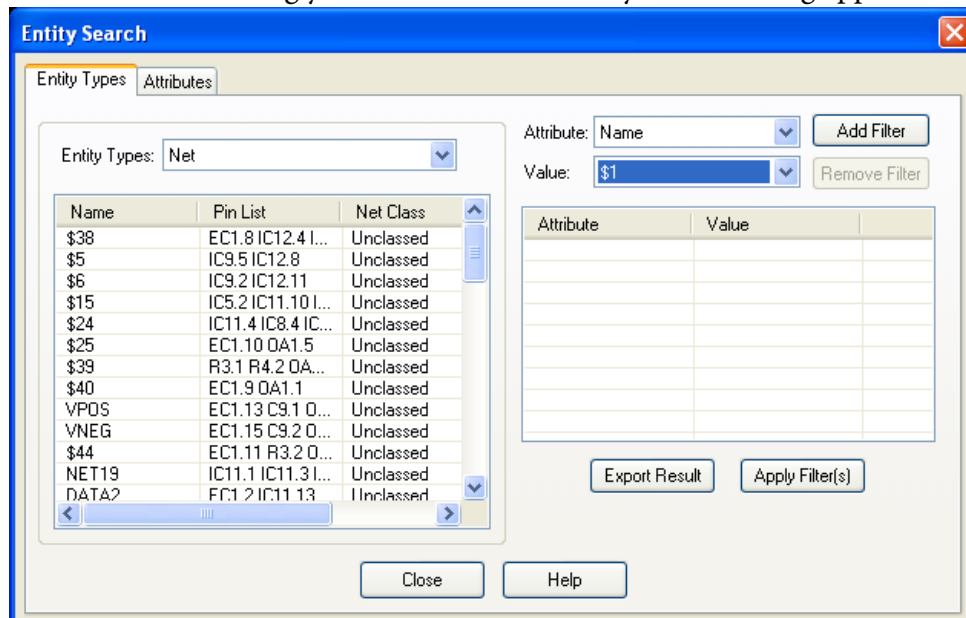 Entity Search
Entity Types Attributes
Entity Types: Net
Name Pin List Net Class
$38 EC1.8 IC12.4 I... Unclassed
$5 IC9.5 IC12.8 Unclassed
$6 IC9.2 IC12.11 Unclassed
$15 IC5.2 IC11.10 I... Unclassed
$24 IC11.4 IC8.4 IC... Unclassed
$25 EC1.10 OA1.5 Unclassed
$39 R3.1 R4.2 OA... Unclassed
$40 EC1.9 OA1.1 Unclassed
VPOS EC1.13 C9.1 O... Unclassed
VNEG EC1.15 C9.2 O... Unclassed
$44 EC1.11 R3.2 O... Unclassed
NET19 IC11.1 IC11.3 I... Unclassed
DATA2 EC1.2 IC11.13 Unclassed
Attribute: Name Add Filter
Value: $1 Remove Filter
Attribute Value
Export Result Apply Filter(s)
Close Help